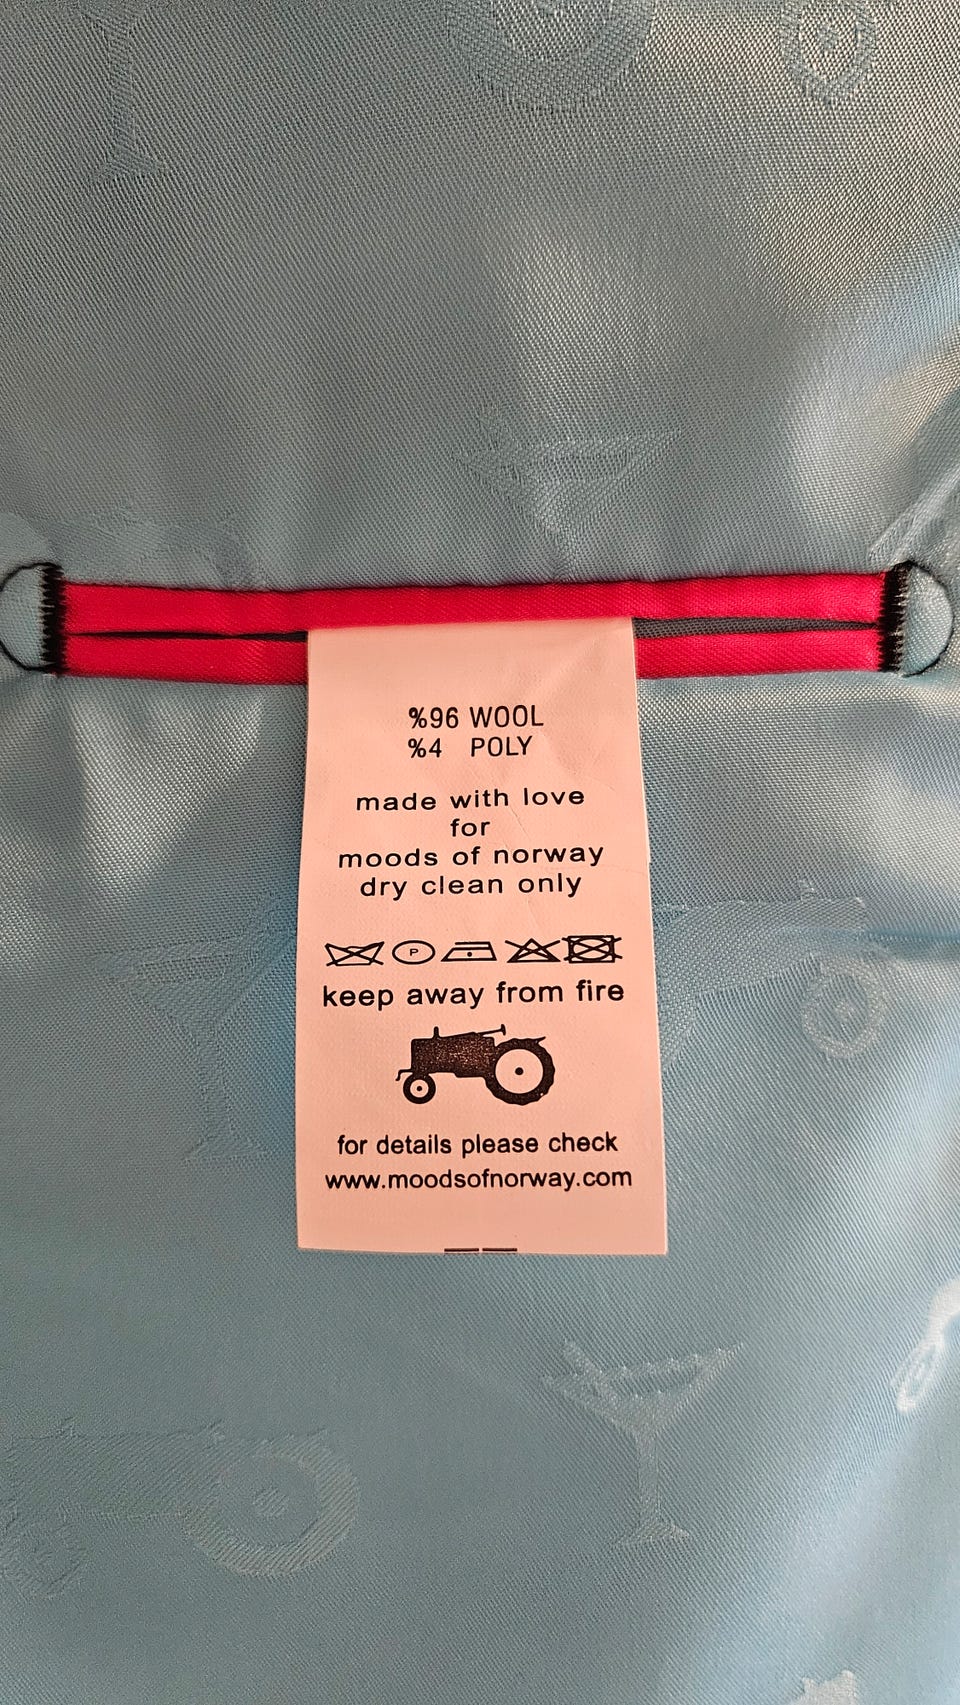 %96 WOOL
%4 POLY
made with love
for
moods of norway
dry clean only
P
keep away from fire
for details please check
www.moodsofnorway.com